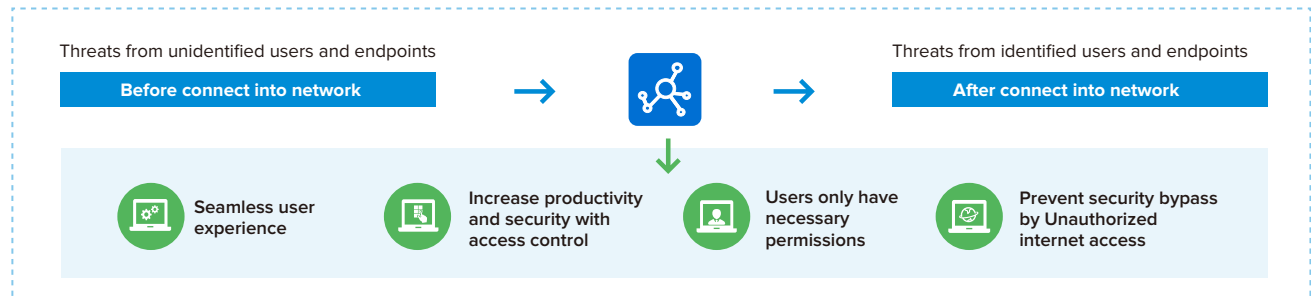 Threats from unidentified users and endpoints
Before connect into network
Threats from identified users and endpoints
After connect into network
Seamless user
experience
Increase productivity
and security with
access control
Users only have
necessary
permissions
Prevent security bypass
by Unauthorized
internet access